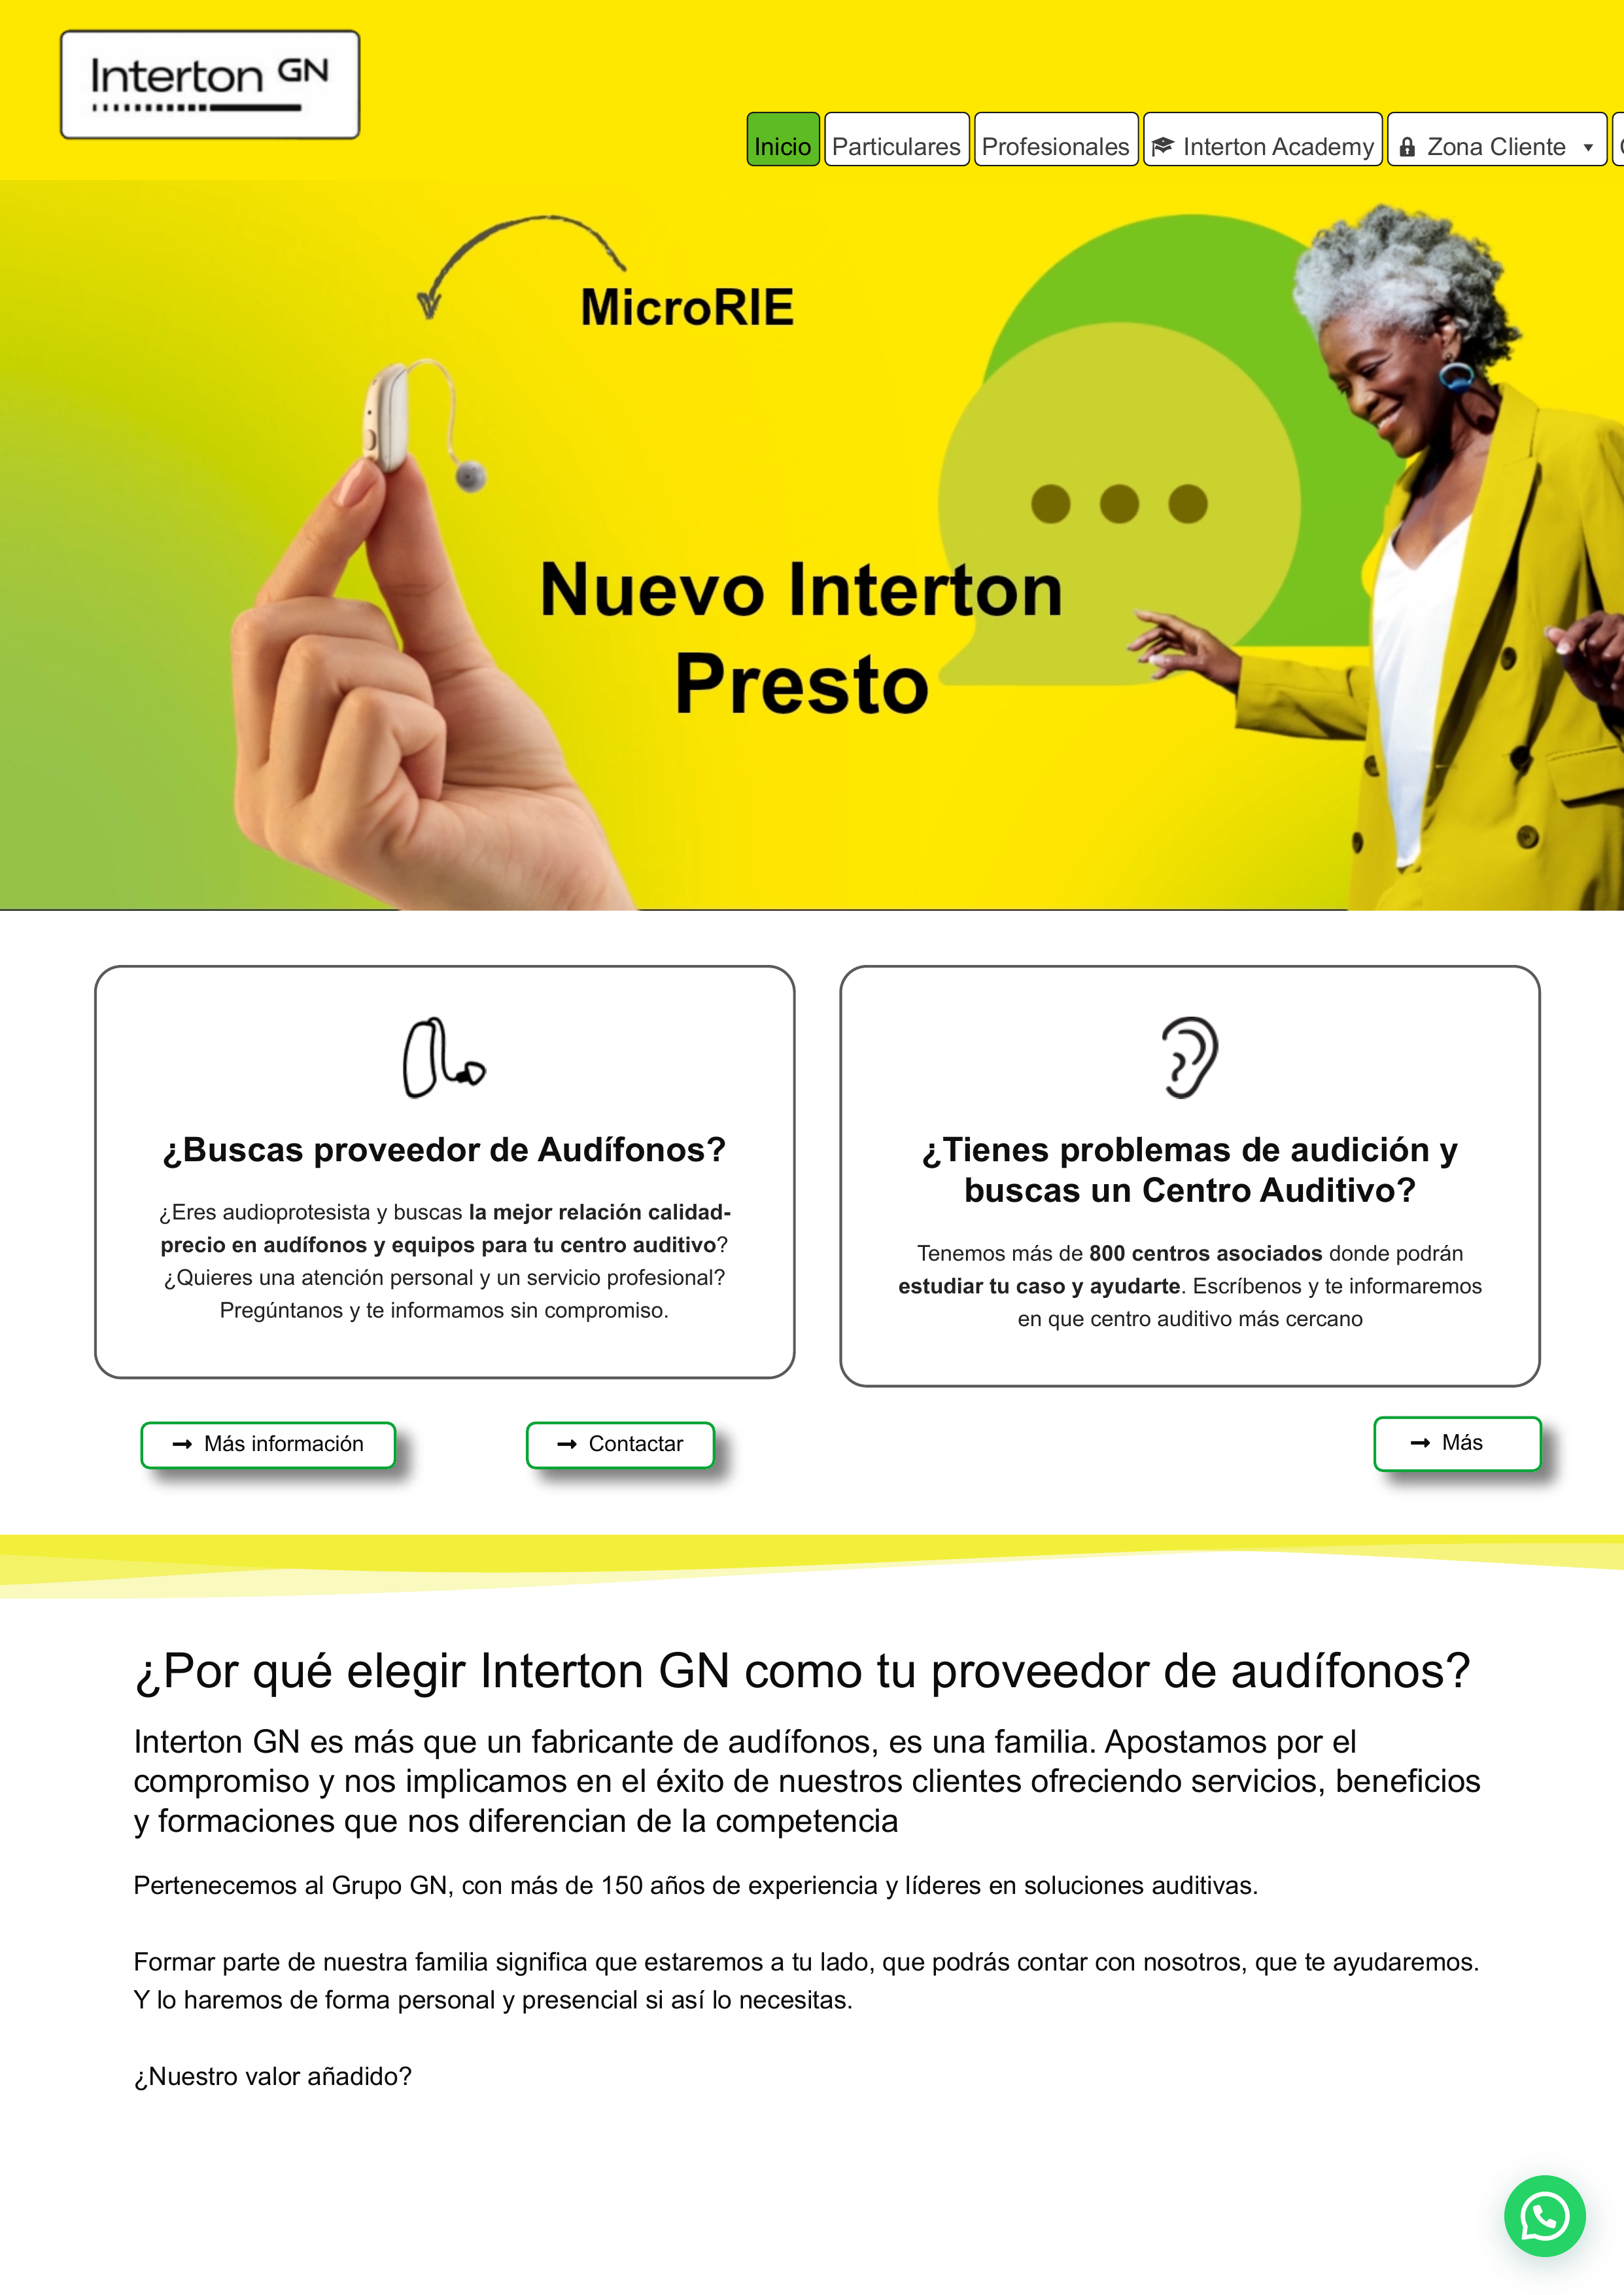 Interton GN
Inicio
Particulares
Profesionales
Interton Academy
Zona Cliente
MicroRIE
Nuevo Interton
Presto
¿Buscas proveedor de Audífonos?
¿Eres audioprotesista y buscas la mejor relación calidad-
precio en audífonos y equipos para tu centro auditivo?
¿Quieres una atención personal y un servicio profesional?
Pregúntanos y te informamos sin compromiso.
Más información
Contactar
¿Tienes problemas de audición y
buscas un Centro Auditivo?
Tenemos más de 800 centros asociados donde podrán
estudiar tu caso y ayudarte. Escríbenos y te informaremos
en que centro auditivo más cercano
Más
¿Por qué elegir Interton GN como tu proveedor de audífonos?
Interton GN es más que un fabricante de audífonos, es una familia. Apostamos por el
compromiso y nos implicamos en el éxito de nuestros clientes ofreciendo servicios, beneficios
y formaciones que nos diferencian de la competencia
Pertenecemos al Grupo GN, con más de 150 años de experiencia y líderes en soluciones auditivas.
Formar parte de nuestra familia significa que estaremos a tu lado, que podrás contar con nosotros, que te ayudaremos.
Y lo haremos de forma personal y presencial si así lo necesitas.
¿Nuestro valor añadido?